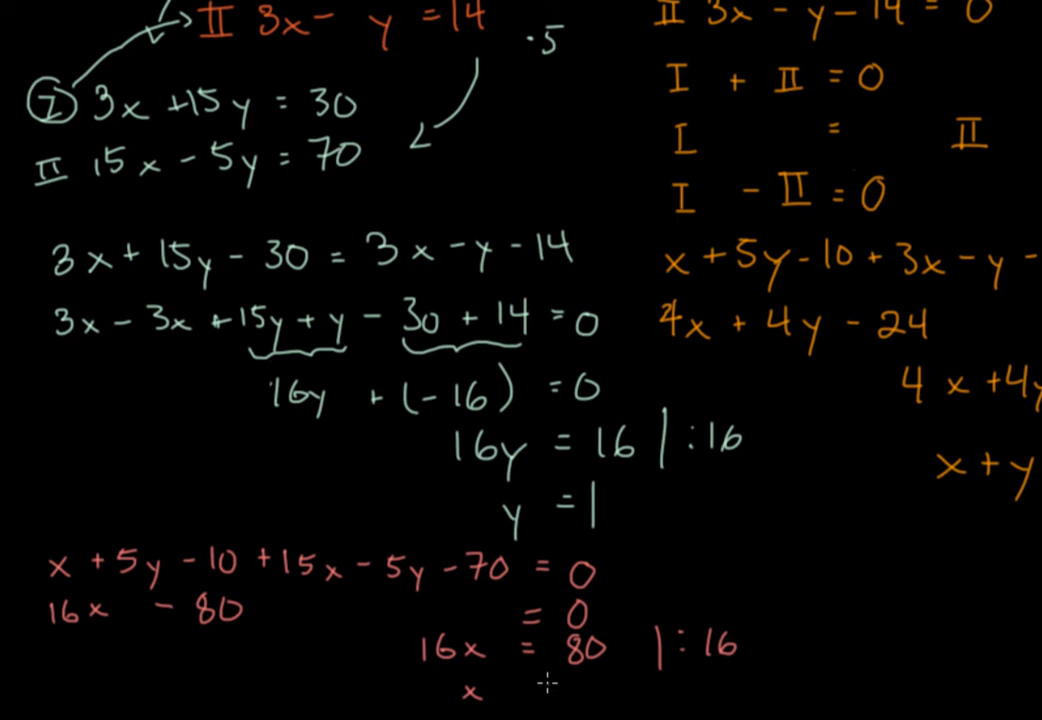 II 3x - y = 14
·5
I 3x + 15y = 30
II 15x - 5y = 70
3x + 15y - 30 = 3x - y - 14
3x - 3x + 15y + y - 30 + 14 = 0
16y + (-16) = 0
16y = 16 | : 16
y = 1
x + 5y - 10 + 15x - 5y - 70 = 0
16x - 80 = 0
16x = 80 | : 16
x
II 3x - y - 14 = 0
I + II = 0
I = II
I - II = 0
x + 5y - 10 + 3x - y -
4x + 4y - 24
4x + 4y
x + y